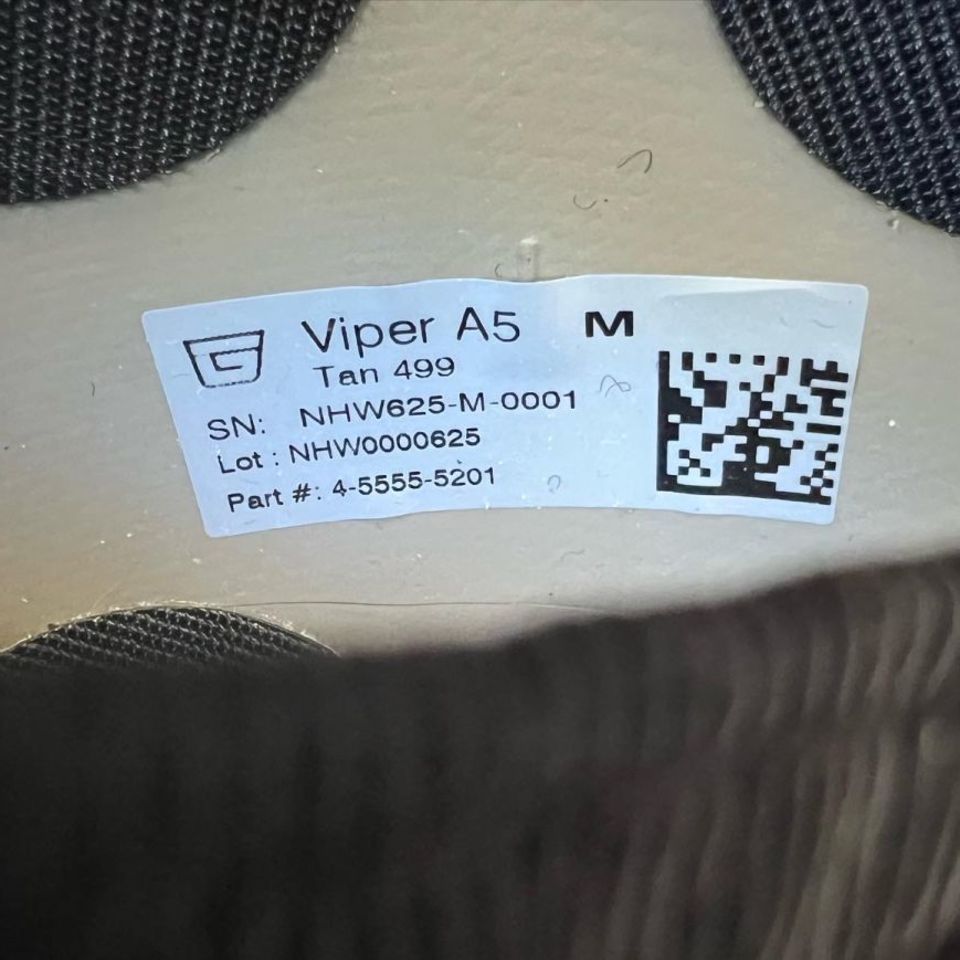 Viper A5 M
Tan 499
SN: NHW625-M-0001
Lot : NHW0000625
Part #: 4-5555-5201